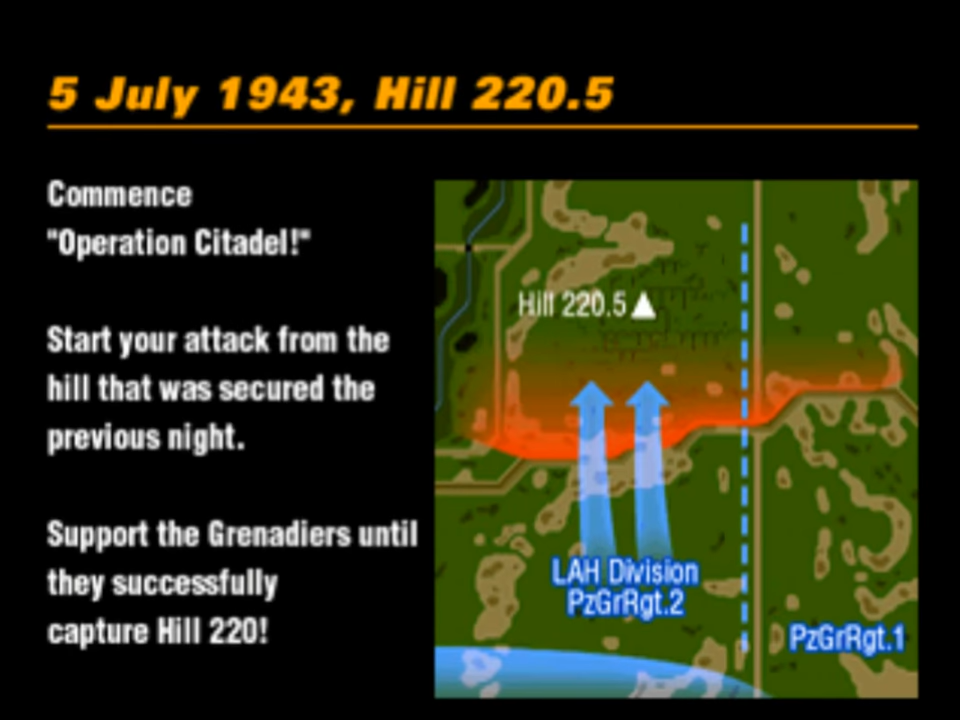 5 July 1943, Hill 220.5
Commence
"Operation Citadel!"
Start your attack from the
hill that was secured the
previous night.
Support the Grenadiers until
they successfully
capture Hill 220!
Hill 220.5
LAH Division
PzGrRgt.2
PzGrRgt.1